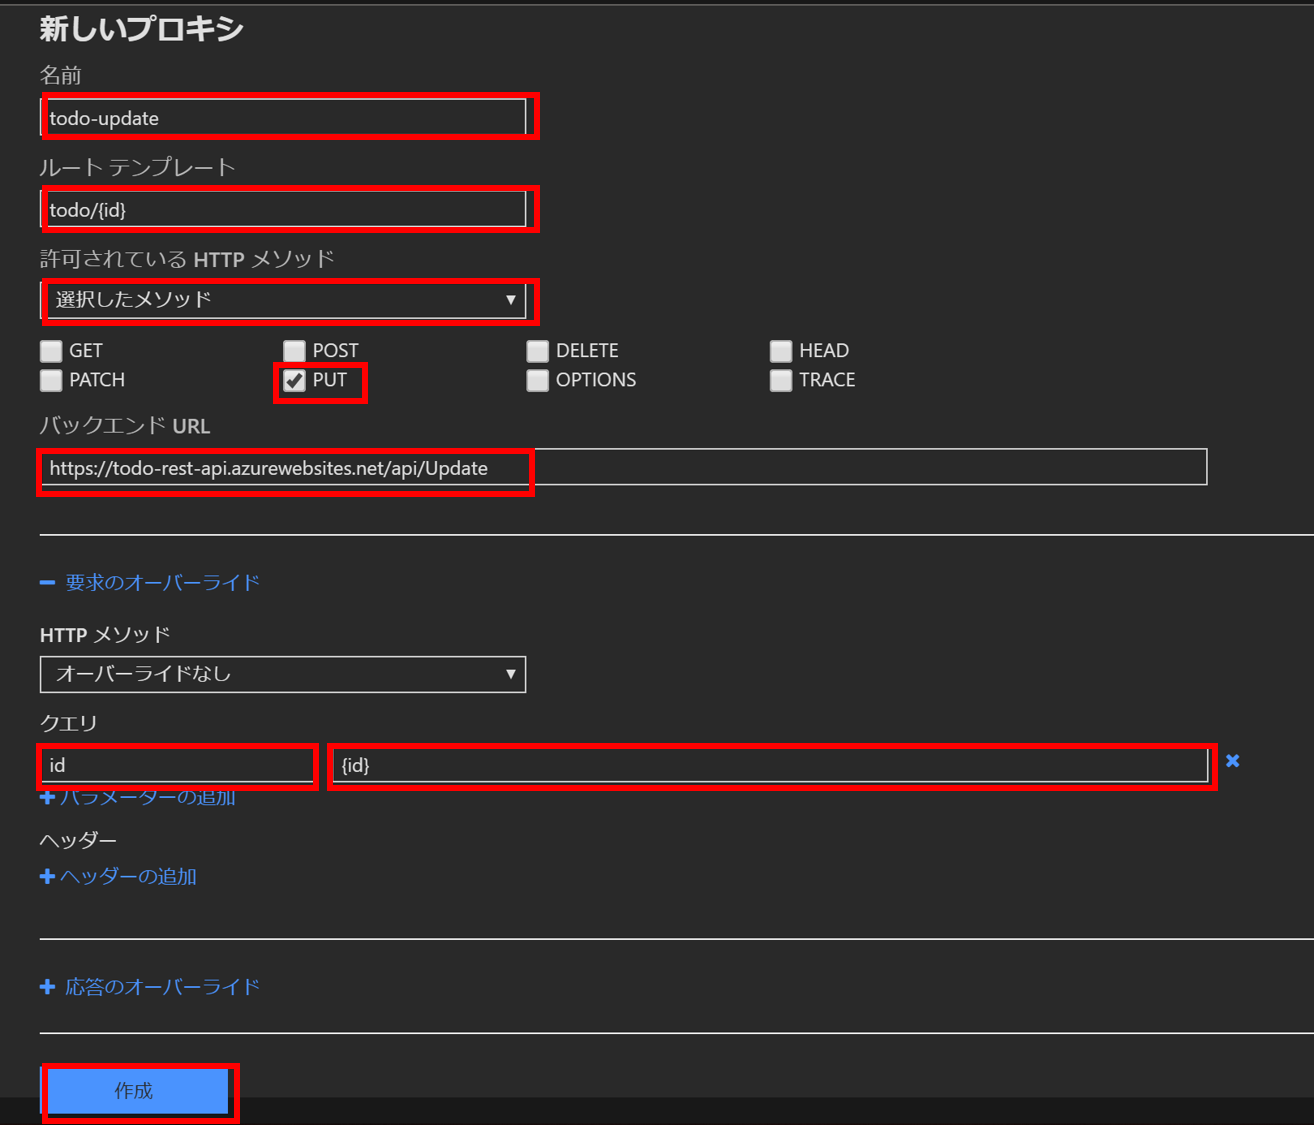 新しいプロキシ
名前
todo-update
ルート テンプレート
todo/{id}
許可されている HTTP メソッド
選択したメソッド
GET POST DELETE HEAD
PATCH PUT OPTIONS TRACE
バックエンド URL
https://todo-rest-api.azurewebsites.net/api/Update
要求のオーバーライド
HTTP メソッド
オーバーライドなし
クエリ
id {id}
パラメーターの追加
ヘッダー
ヘッダーの追加
応答のオーバーライド
作成